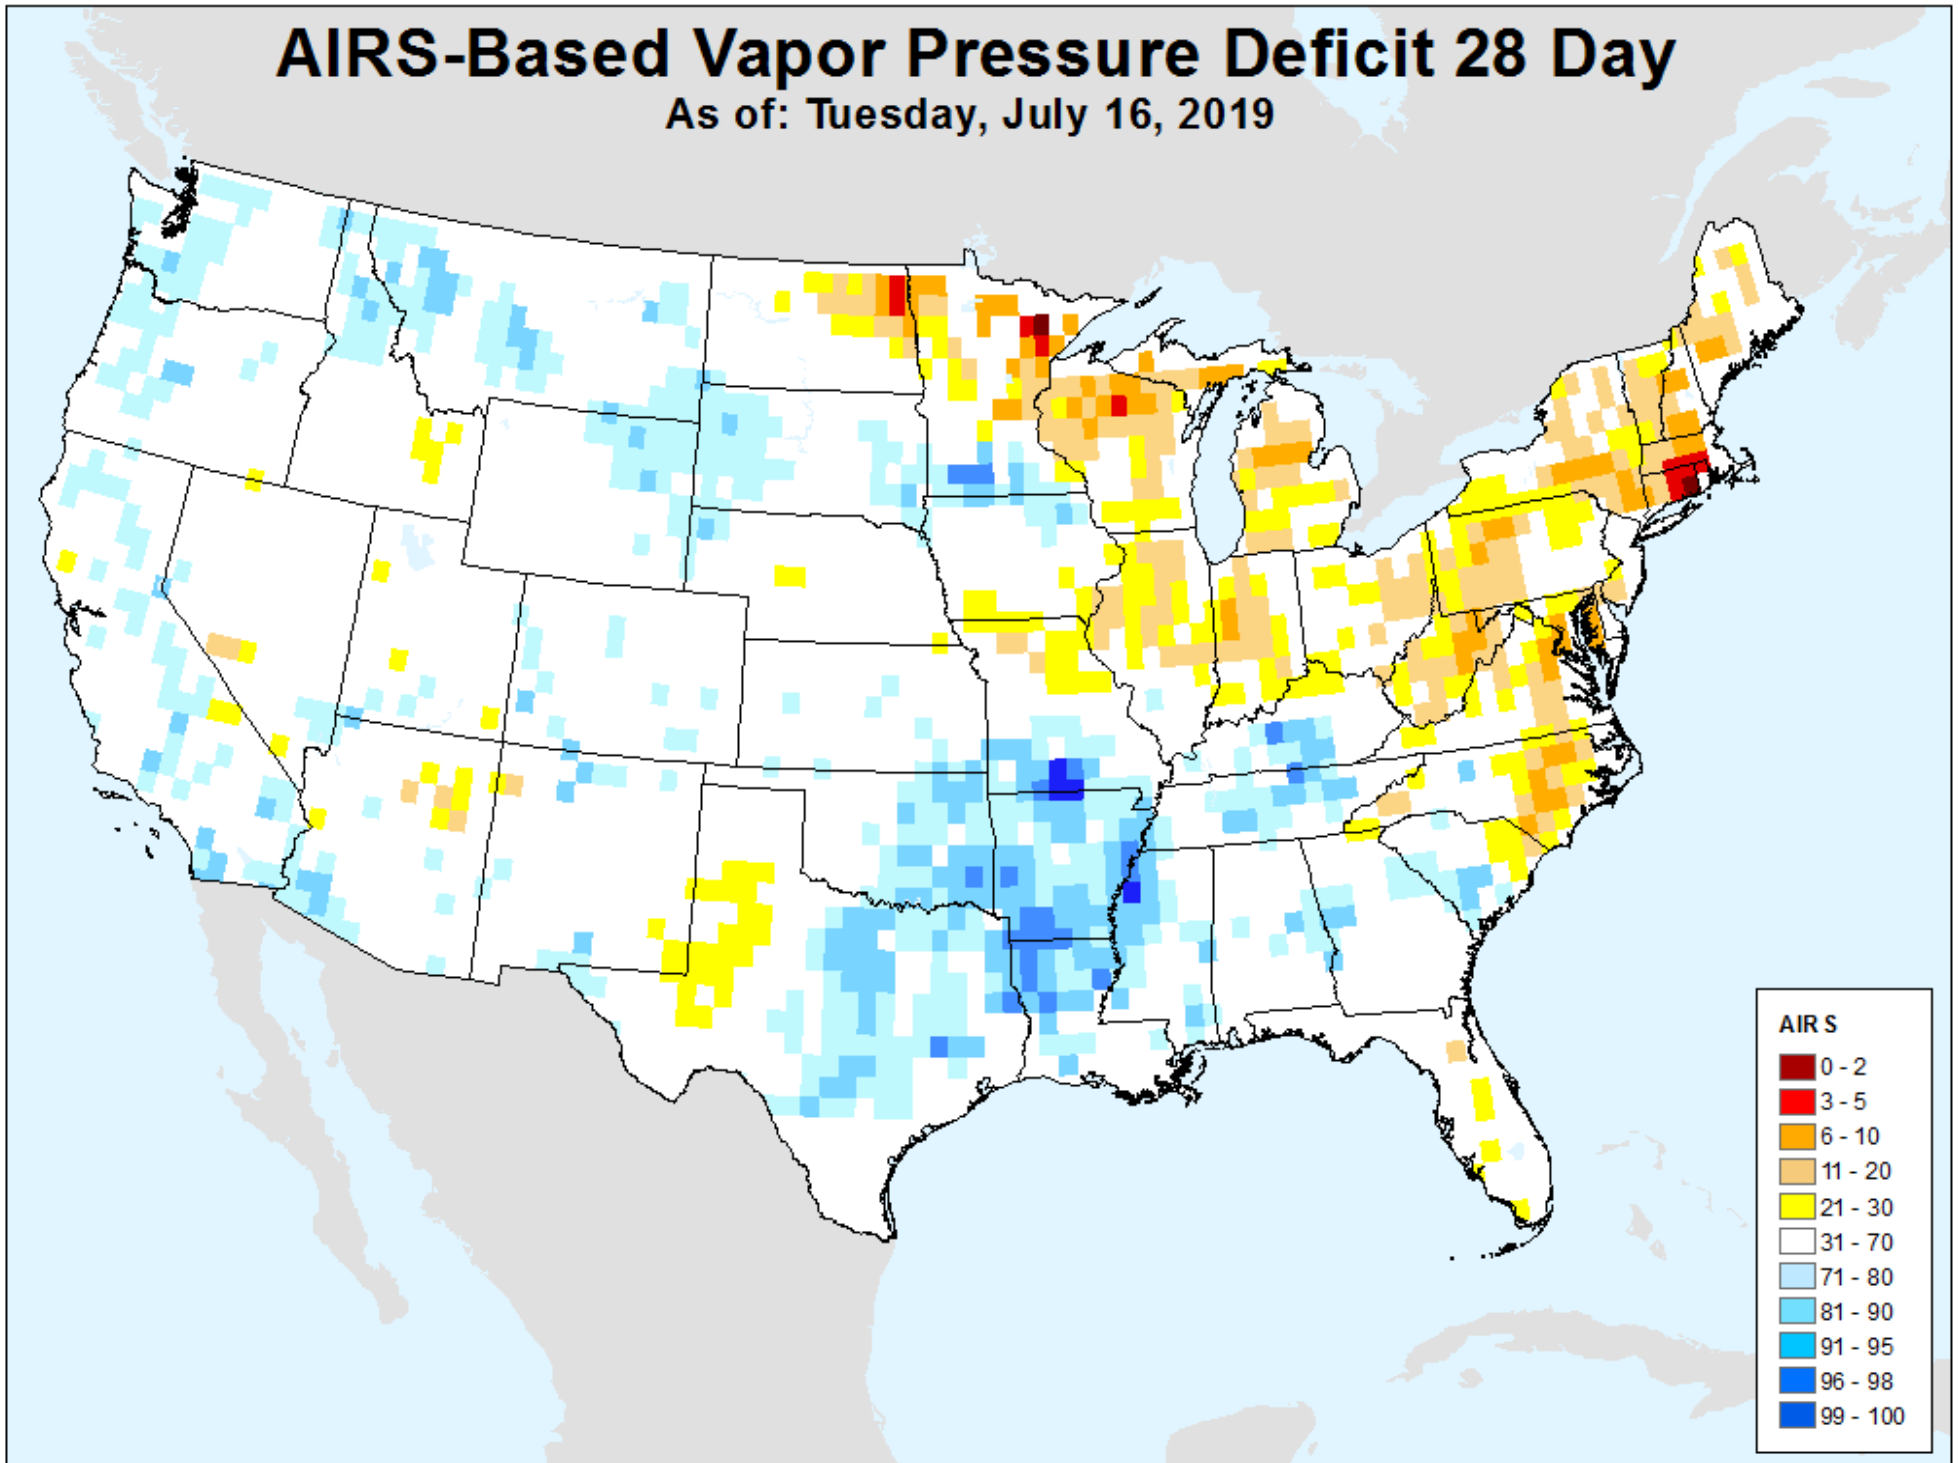 AIRS-Based Vapor Pressure Deficit 28 Day
As of: Tuesday, July 16, 2019
AIRS
0 - 2
3 - 5
6 - 10
11 - 20
21 - 30
31 - 70
71 - 80
81 - 90
91 - 95
96 - 98
99 - 100